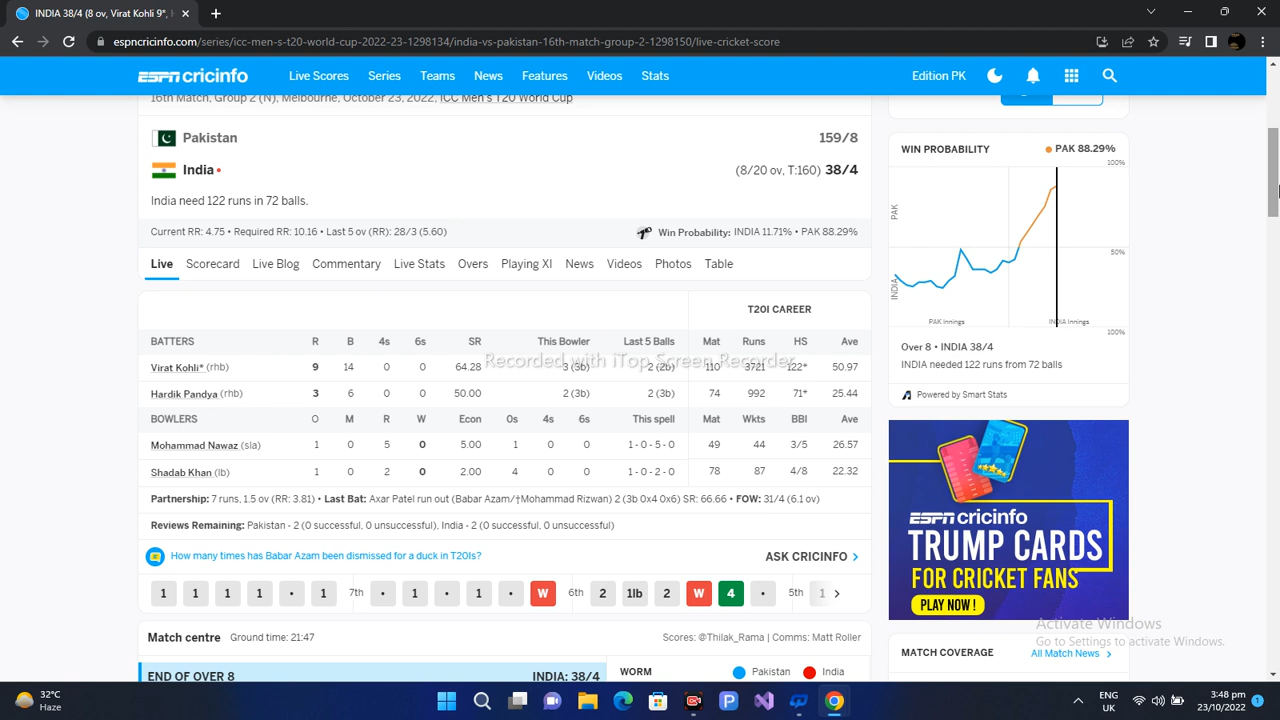 INDIA 38/4 (8 ov, Virat Kohli 9*,
espncricinfo.com/series/icc-men-s-t20-world-cup-2022-23-1298134/india-vs-pakistan-16th-match-group-2-1298150/live-cricket-score
ESPN cricinfo Live Scores Series Teams News Features Videos Stats Edition PK
16th Match, Group 2 (N), Melbourne, October 23, 2022, ICC Men's T20 World Cup
Pakistan 159/8
India (8/20 ov, T:160) 38/4
India need 122 runs in 72 balls.
Current RR: 4.75 • Required RR: 10.16 • Last 5 ov (RR): 28/3 (5.60) Win Probability: INDIA 11.71% • PAK 88.29%
Live Scorecard Live Blog Commentary Live Stats Overs Playing XI News Videos Photos Table
T20I CAREER
BATTERS R B 4s 6s SR This Bowler Last 5 Balls Mat Runs HS Ave
Virat Kohli* (rhb) 9 14 0 0 64.28 3 (3b) 2 (2b) 110 3721 122* 50.97
Recorded with iTop Screen Recorder
Hardik Pandya (rhb) 3 6 0 0 50.00 2 (3b) 2 (3b) 74 992 71* 25.44
BOWLERS O M R W Econ 0s 4s 6s This spell Mat Wkts BBI Ave
Mohammad Nawaz (sla) 1 0 5 0 5.00 1 0 0 1 - 0 - 5 - 0 49 44 3/5 26.57
Shadab Khan (lb) 1 0 2 0 2.00 4 0 0 1 - 0 - 2 - 0 78 87 4/8 22.32
Partnership: 7 runs, 1.5 ov (RR: 3.81) • Last Bat: Axar Patel run out (Babar Azam/†Mohammad Rizwan) 2 (3b 0x4 0x6) SR: 66.66 • FOW: 31/4 (6.1 ov)
Reviews Remaining: Pakistan - 2 (0 successful, 0 unsuccessful), India - 2 (0 successful, 0 unsuccessful)
How many times has Babar Azam been dismissed for a duck in T20Is? ASK CRICINFO
1 1 1 1 • 1 7th • 1 • 1 • W 6th 2 1lb 2 W 4 • 5th 1
Match centre Ground time: 21:47 Scores: @Thilak_Rama | Comms: Matt Roller
END OF OVER 8 INDIA: 38/4 WORM Pakistan India
WIN PROBABILITY PAK 88.29%
100%
PAK
50%
INDIA
PAK Innings INDIA Innings
100%
Over 8 • INDIA 38/4
INDIA needed 122 runs from 72 balls
Powered by Smart Stats
ESPN cricinfo
TRUMP CARDS
FOR CRICKET FANS
PLAY NOW !
Activate Windows
Go to Settings to activate Windows.
MATCH COVERAGE All Match News
32°C
Haze
ENG
UK
3:48 pm
23/10/2022
1